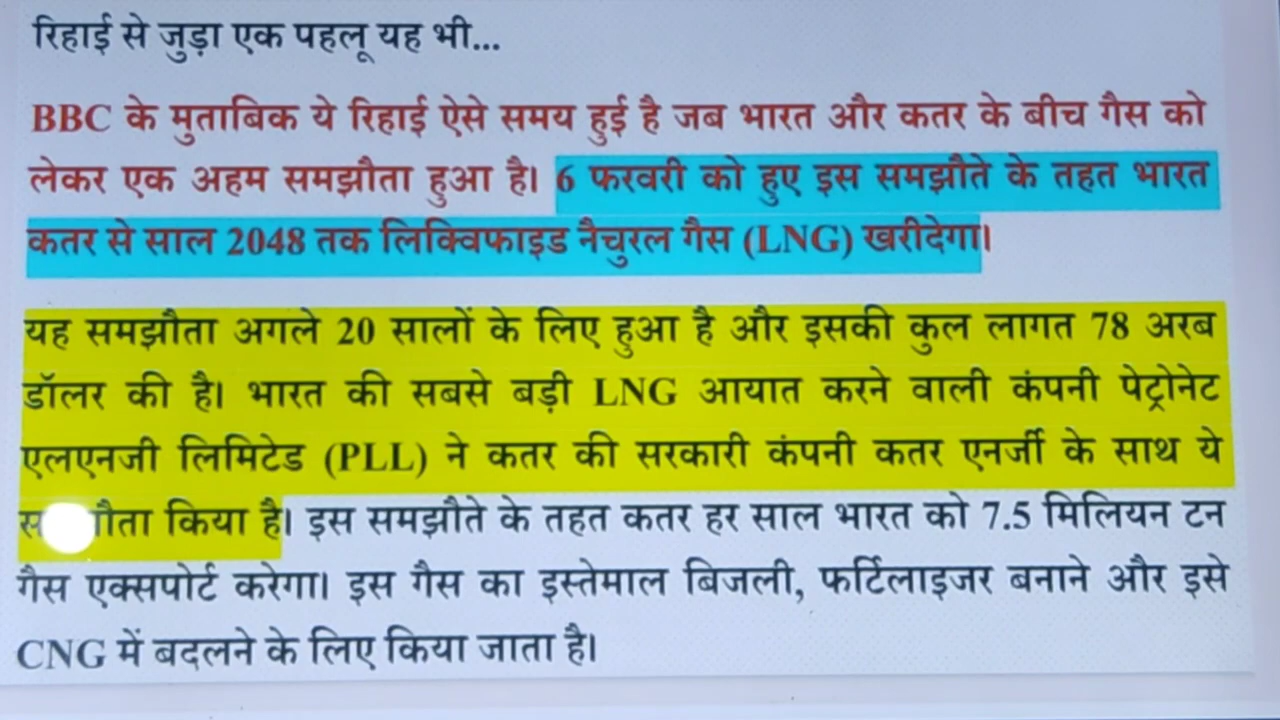 रिहाई से जुड़ा एक पहलू यह भी...
BBC के मुताबिक ये रिहाई ऐसे समय हुई है जब भारत और कतर के बीच गैस को
लेकर एक अहम समझौता हुआ है। 6 फरवरी को हुए इस समझौते के तहत भारत
कतर से साल 2048 तक लिक्विफाइड नैचुरल गैस (LNG) खरीदेगा।
यह समझौता अगले 20 सालों के लिए हुआ है और इसकी कुल लागत 78 अरब
डॉलर की है। भारत की सबसे बड़ी LNG आयात करने वाली कंपनी पेट्रोनेट
एलएनजी लिमिटेड (PLL) ने कतर की सरकारी कंपनी कतर एनर्जी के साथ ये
किया है। इस समझौते के तहत कतर हर साल भारत को 7.5 मिलियन टन
गैस एक्सपोर्ट करेगा। इस गैस का इस्तेमाल बिजली, फर्टिलाइजर बनाने और इसे
CNG में बदलने के लिए किया जाता है।